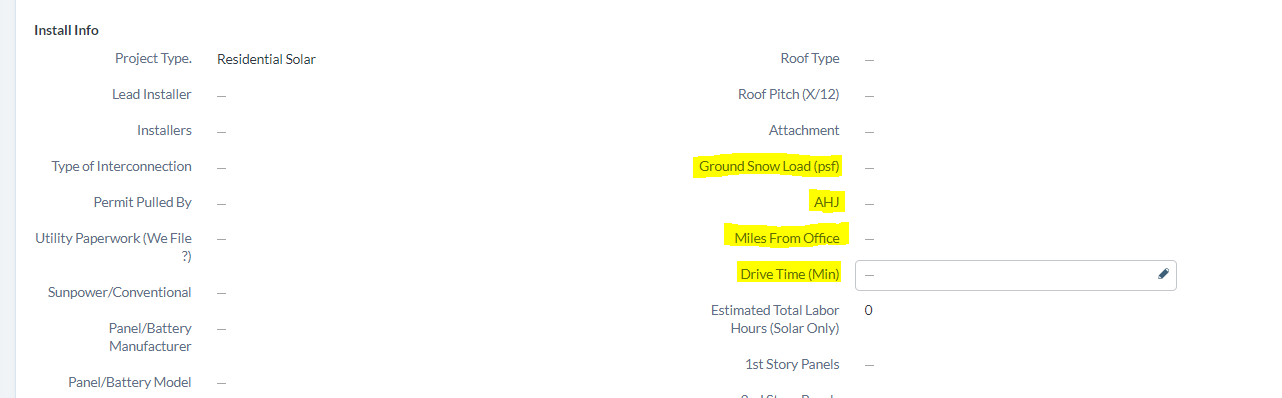 Install Info
Project Type.
Residential Solar
Lead Installer
—
Installers
—
Type of Interconnection
—
Permit Pulled By
—
Utility Paperwork (We File
?)
—
Sunpower/Conventional
—
Panel/Battery
Manufacturer
—
Panel/Battery Model
—
Roof Type
—
Roof Pitch (X/12)
—
Attachment
—
Ground Snow Load (psf)
—
AHJ
—
Miles From Office
—
Drive Time (Min)
—
Estimated Total Labor
Hours (Solar Only)
0
1st Story Panels
—